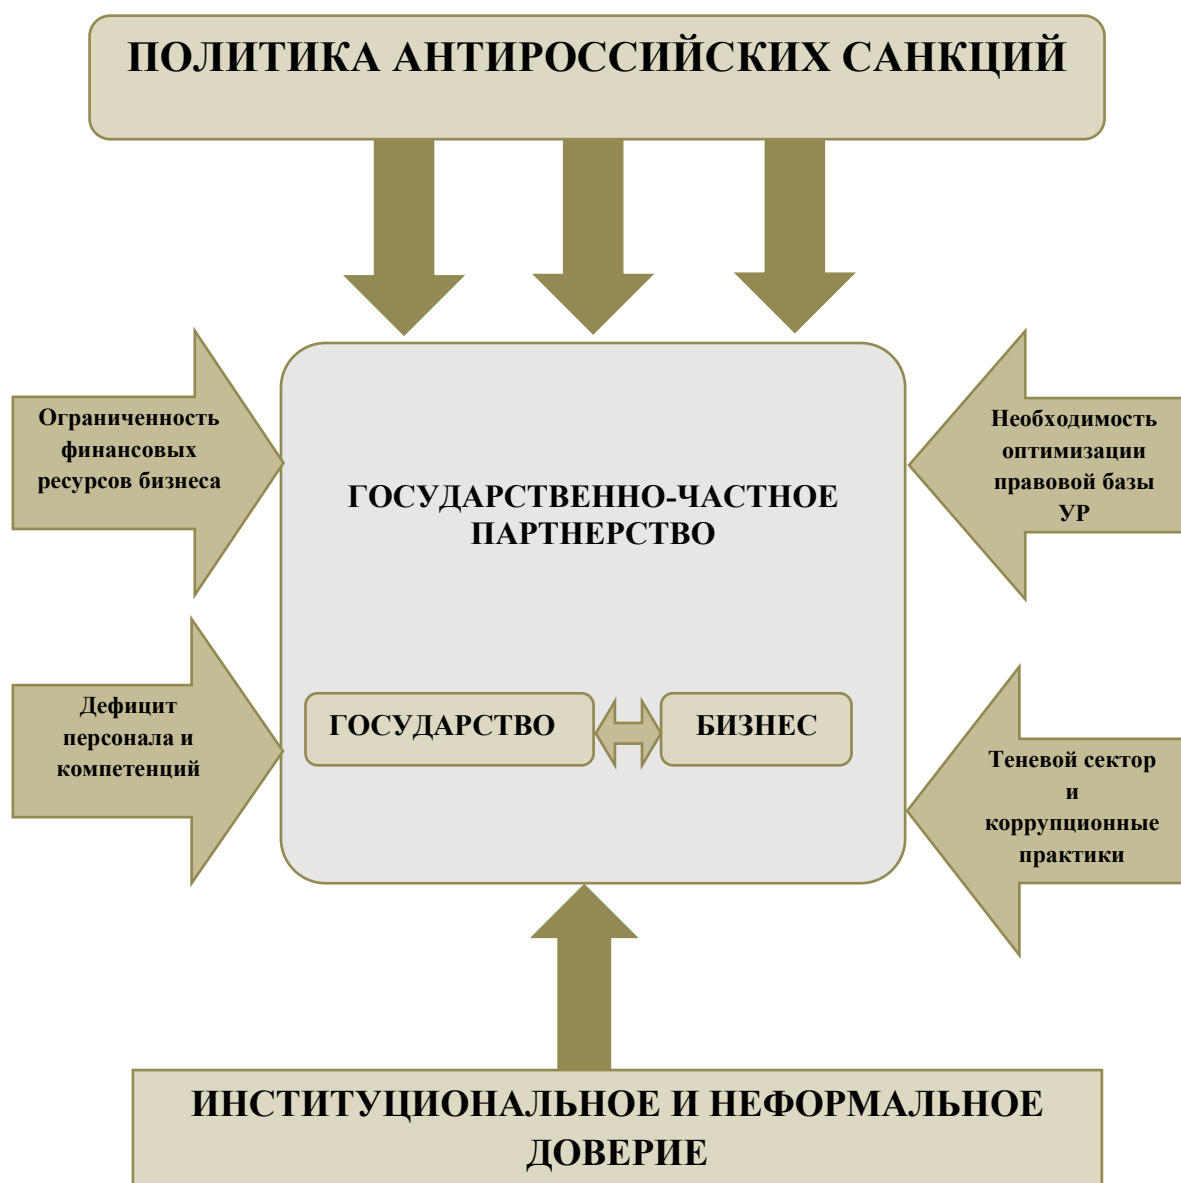 ПОЛИТИКА АНТИРОССИЙСКИХ САНКЦИЙ
Ограниченность
финансовых
ресурсов бизнеса
Необходимость
оптимизации
правовой базы
УР
ГОСУДАРСТВЕННО-ЧАСТНОЕ
ПАРТНЕРСТВО
Дефицит
персонала и
компетенций
ГОСУДАРСТВО
БИЗНЕС
Теневой сектор
и
коррупционные
практики
ИНСТИТУЦИОНАЛЬНОЕ И НЕФОРМАЛЬНОЕ
ДОВЕРИЕ